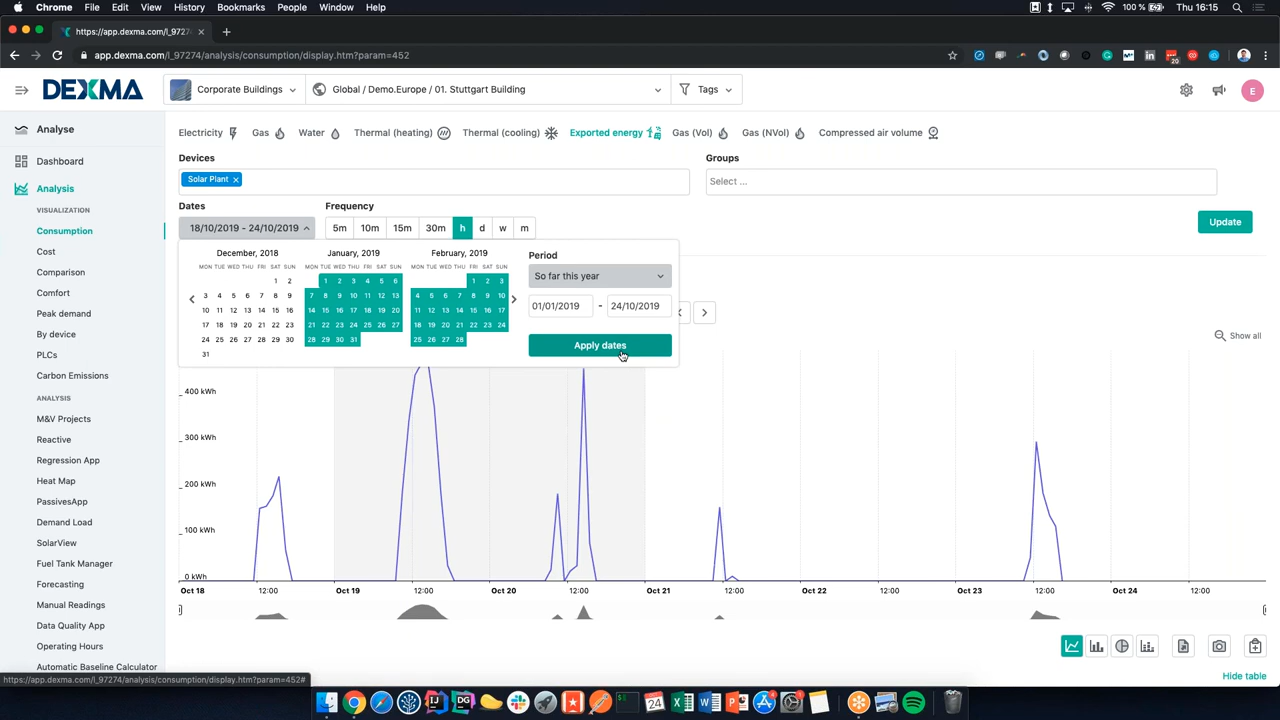 Chrome File Edit View History Bookmarks People Window Help 100 % Thu 16:15
https://app.dexma.com/l_9727
app.dexma.com/l_97274/analysis/consumption/display.htm?param=452
DEXMA Corporate Buildings Global / Demo.Europe / 01. Stuttgart Building Tags E
Analyse
Dashboard
Analysis
VISUALIZATION
Consumption
Cost
Comparison
Comfort
Peak demand
By device
PLCs
Carbon Emissions
ANALYSIS
M&V Projects
Reactive
Regression App
Heat Map
PassivesApp
Demand Load
SolarView
Fuel Tank Manager
Forecasting
Manual Readings
Data Quality App
Operating Hours
Automatic Baseline Calculator
https://app.dexma.com/l_97274/analysis/consumption/display.htm?param=452#
Electricity Gas Water Thermal (heating) Thermal (cooling) Exported energy Gas (Vol) Gas (NVol) Compressed air volume
Devices Groups
Solar Plant × Select ...
Dates Frequency
18/10/2019 - 24/10/2019 5m 10m 15m 30m h d w m Update
December, 2018 January, 2019 February, 2019
MON TUE WED THU FRI SAT SUN MON TUE WED THU FRI SAT SUN MON TUE WED THU FRI SAT SUN
1 2 1 2 3 4 5 6 1 2 3
3 4 5 6 7 8 9 7 8 9 10 11 12 13 4 5 6 7 8 9 10
10 11 12 13 14 15 16 14 15 16 17 18 19 20 11 12 13 14 15 16 17
17 18 19 20 21 22 23 21 22 23 24 25 26 27 18 19 20 21 22 23 24
24 25 26 27 28 29 30 28 29 30 31 25 26 27 28
31
Period
So far this year
01/01/2019 - 24/10/2019
Apply dates
Show all
400 kWh
300 kWh
200 kWh
100 kWh
0 kWh
Oct 18 12:00 Oct 19 12:00 Oct 20 12:00 Oct 21 12:00 Oct 22 12:00 Oct 23 12:00 Oct 24 12:00
Hide table